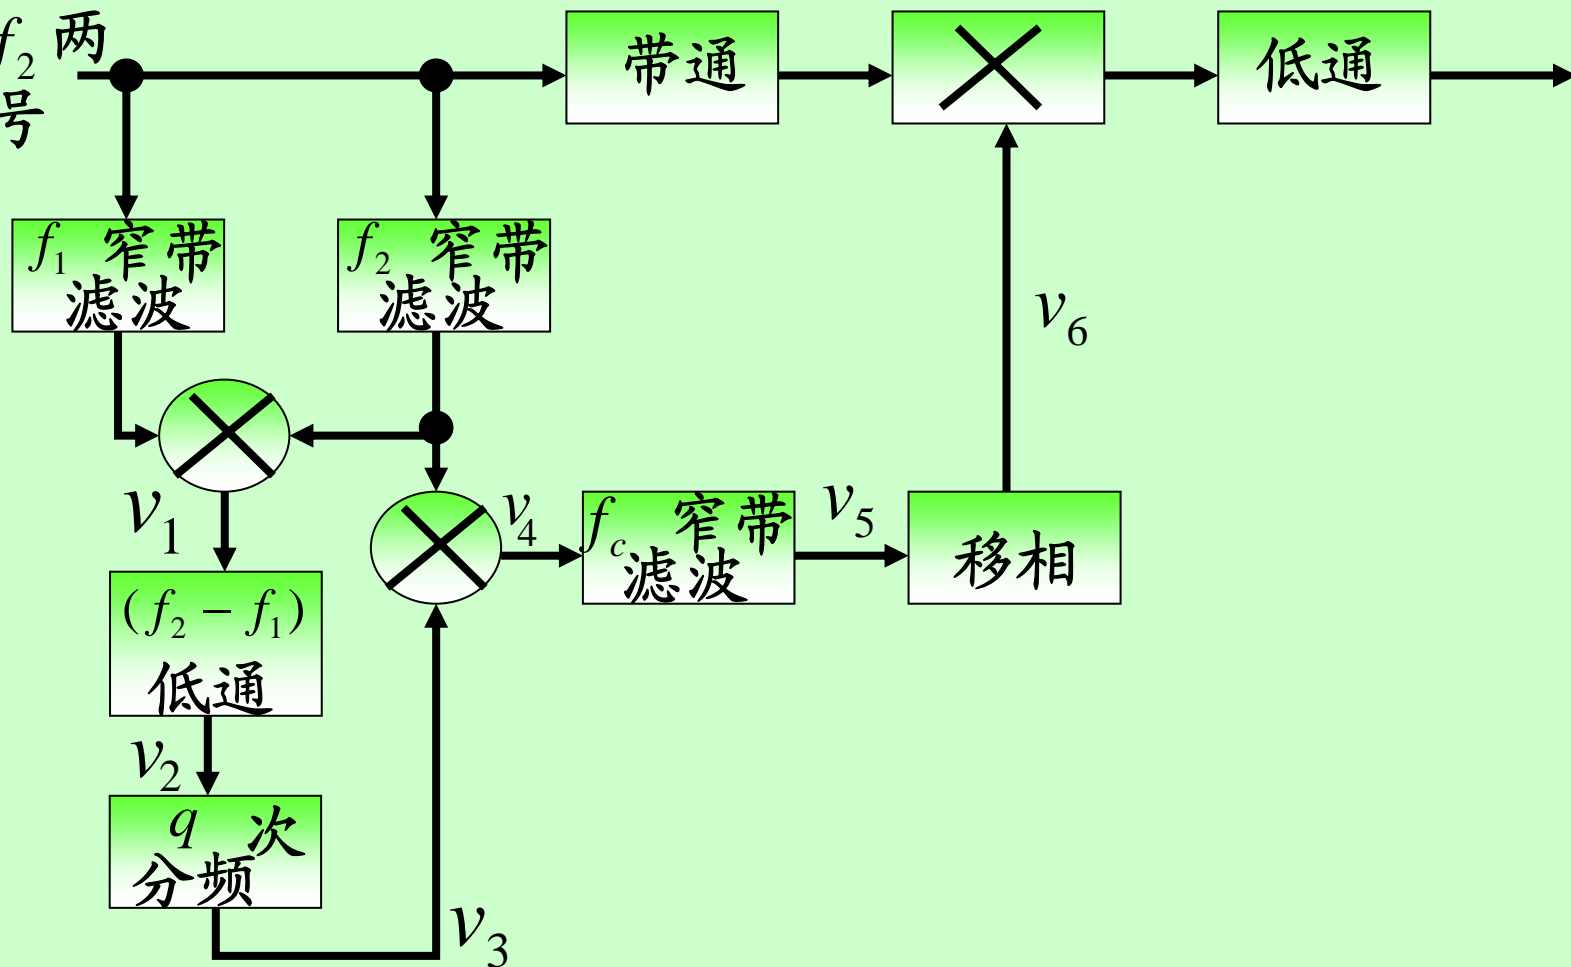 f₂ 两
号
带通
低通
f₁ 窄带
滤波
f₂ 窄带
滤波
v₆
v₁
v₄
f_c 窄带
滤波
v₅
移相
(f₂ − f₁)
低通
v₂
q 次
分频
v₃